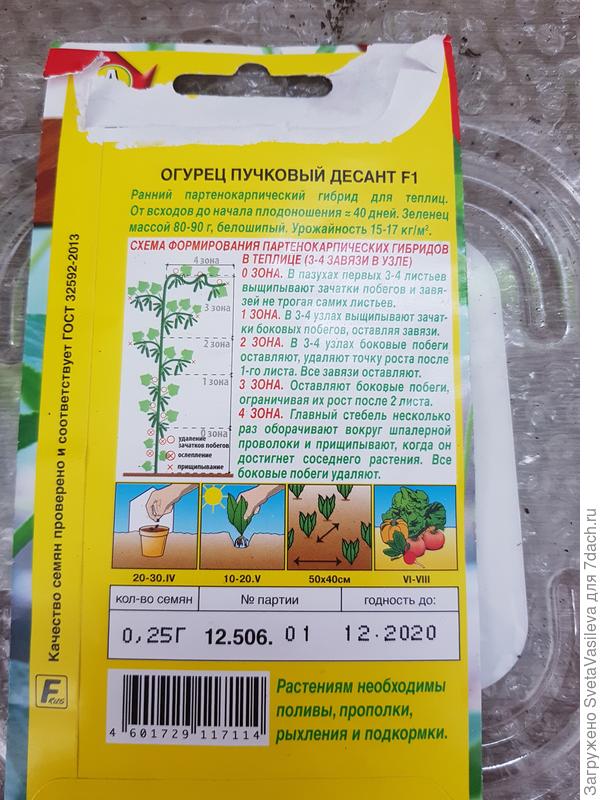 ОГУРЕЦ ПУЧКОВЫЙ ДЕСАНТ F1
Ранний партенокарпический гибрид для теплиц.
От всходов до начала плодоношения ≈ 40 дней. Зеленец
массой 80-90 г, белошипый. Урожайность 15-17 кг/м².
СХЕМА ФОРМИРОВАНИЯ ПАРТЕНОКАРПИЧЕСКИХ ГИБРИДОВ
В ТЕПЛИЦЕ (3-4 ЗАВЯЗИ В УЗЛЕ)
4 зона
3 зона
2 зона
1 зона
0 зона
удаление
зачатков побегов
ослепление
прищипывание
0 ЗОНА. В пазухах первых 3-4 листьев
выщипывают зачатки побегов и завя-
зей не трогая самих листьев.
1 ЗОНА. В 3-4 узлах выщипывают зачат-
ки боковых побегов, оставляя завязи.
2 ЗОНА. В 3-4 узлах боковые побеги
оставляют, удаляют точку роста после
1-го листа. Все завязи оставляют.
3 ЗОНА. Оставляют боковые побеги,
ограничивая их рост после 2 листа.
4 ЗОНА. Главный стебель несколько
раз оборачивают вокруг шпалерной
проволоки и прищипывают, когда он
достигнет соседнего растения. Все
боковые побеги удаляют.
20-30.IV
10-20.V
50x40см
VI-VIII
кол-во семян
№ партии
годность до:
0,25Г
12.506. 01
12.2020
4 601729 117114
Растениям необходимы
поливы, прополки,
рыхления и подкормки.
Качество семян проверено и соответствует ГОСТ 32592-2013
F RUS
Загружено SvetaVasileva для 7dach.ru